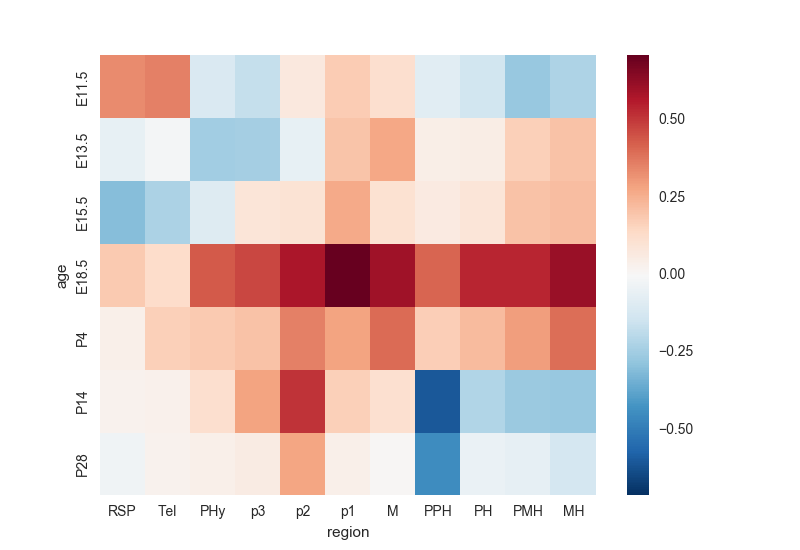 E11.5
E13.5
E15.5
E18.5
P4
P14
P28
age
RSP Tel PHy p3 p2 p1 M PPH PH PMH MH
region
0.50
0.25
0.00
−0.25
−0.50